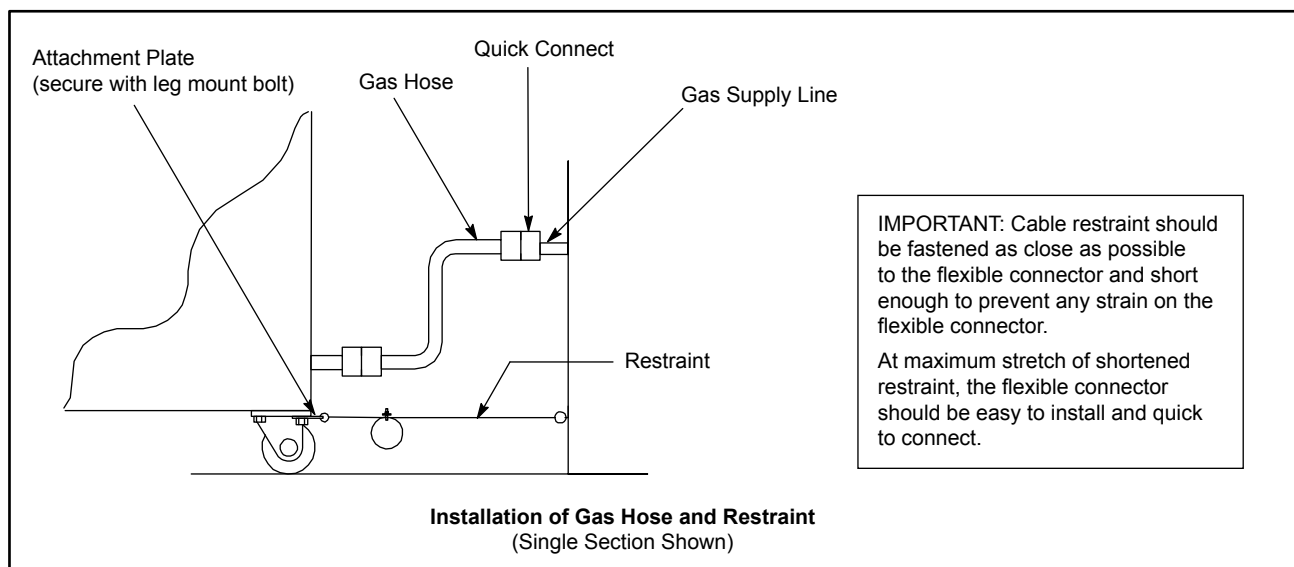 Attachment Plate
(secure with leg mount bolt)
Gas Hose
Quick Connect
Gas Supply Line
Restraint
IMPORTANT: Cable restraint should
be fastened as close as possible
to the flexible connector and short
enough to prevent any strain on the
flexible connector.
At maximum stretch of shortened
restraint, the flexible connector
should be easy to install and quick
to connect.
Installation of Gas Hose and Restraint
(Single Section Shown)